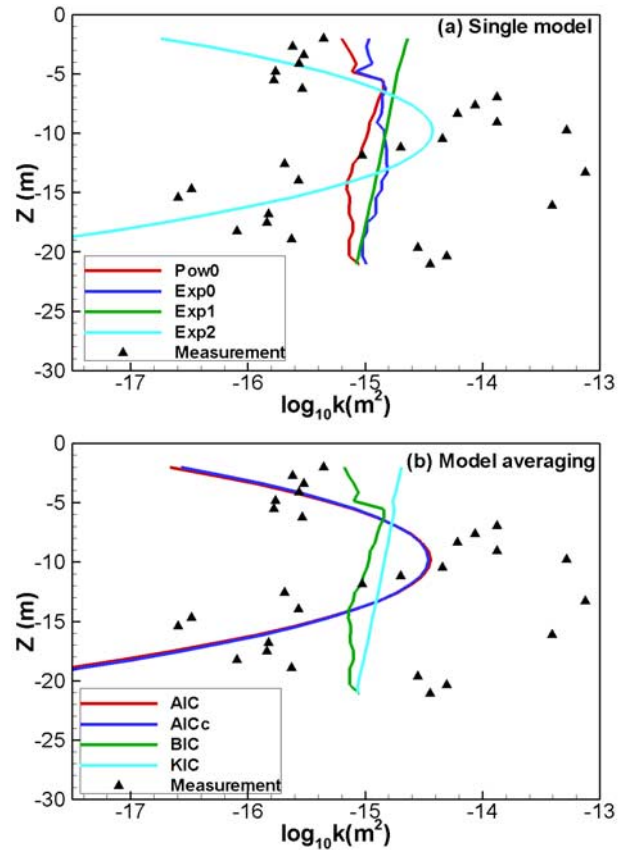 (a) Single model
0
-5
-10
-15
-20
-25
-30
Z (m)
-17
-16
-15
-14
-13
log₁₀k(m²)
Pow0
Exp0
Exp1
Exp2
Measurement
(b) Model averaging
0
-5
-10
-15
-20
-25
-30
Z (m)
-17
-16
-15
-14
-13
log₁₀k(m²)
AIC
AICc
BIC
KIC
Measurement